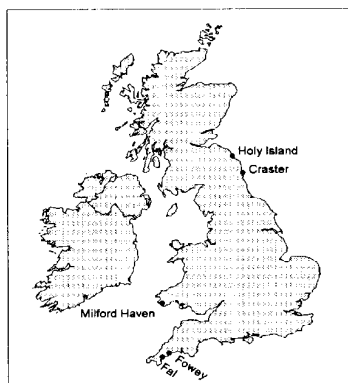 Holy Island
Craster
Milford Haven
Fowey
Fal